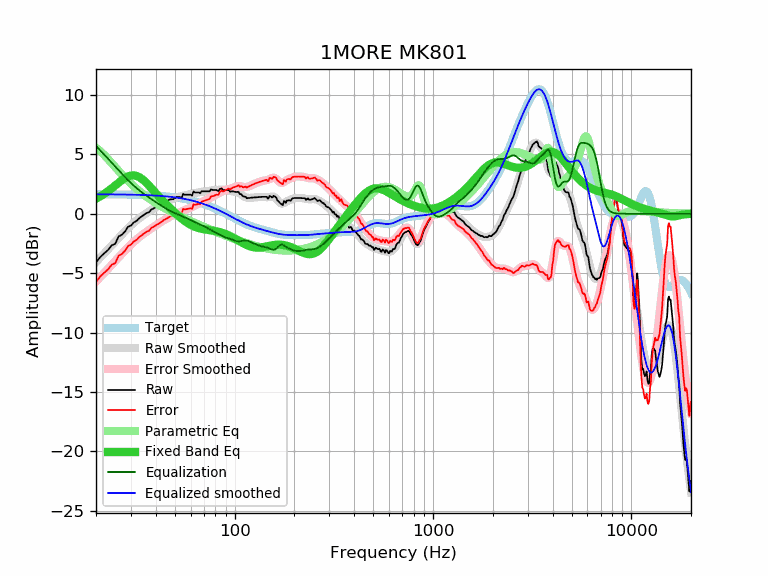 1MORE MK801
10
5
0
−5
−10
−15
−20
−25
Amplitude (dBr)
Target
Raw Smoothed
Error Smoothed
Raw
Error
Parametric Eq
Fixed Band Eq
Equalization
Equalized smoothed
100 1000 10000
Frequency (Hz)